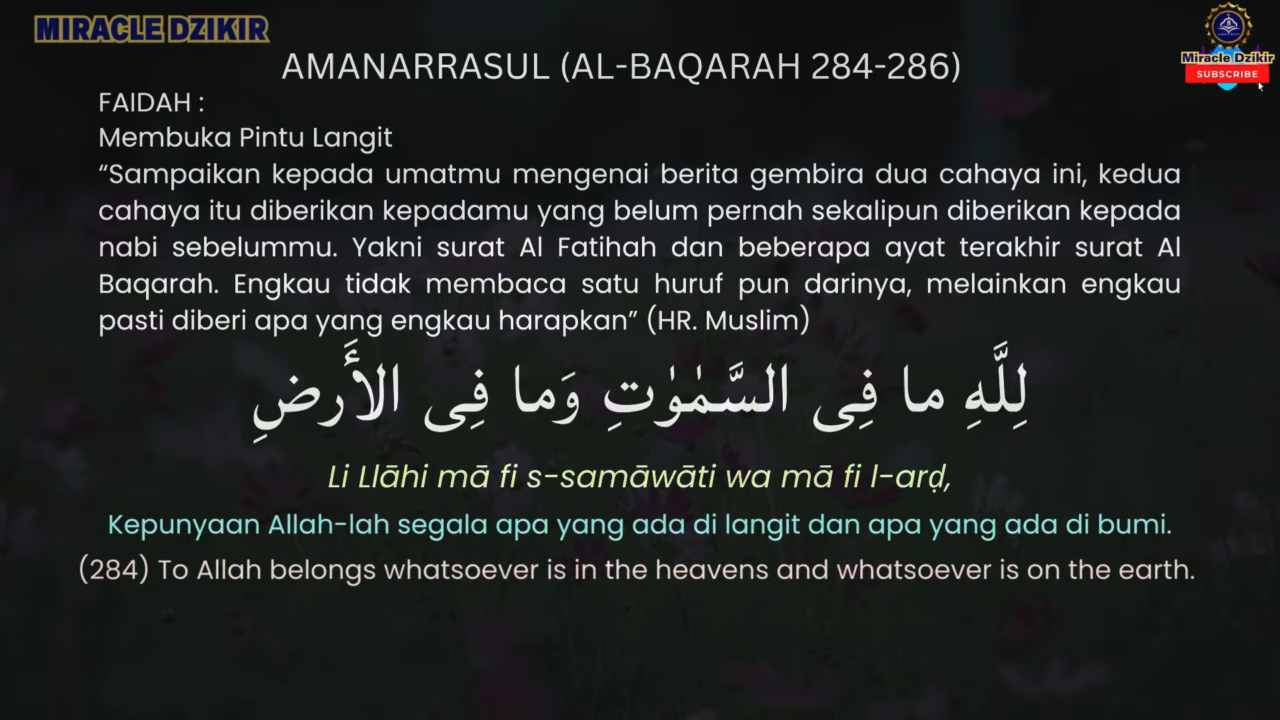 MIRACLE DZIKIR
Miracle Dzikir
SUBSCRIBE
AMANARRASUL (AL-BAQARAH 284-286)
FAIDAH :
Membuka Pintu Langit
“Sampaikan kepada umatmu mengenai berita gembira dua cahaya ini, kedua
cahaya itu diberikan kepadamu yang belum pernah sekalipun diberikan kepada
nabi sebelummu. Yakni surat Al Fatihah dan beberapa ayat terakhir surat Al
Baqarah. Engkau tidak membaca satu huruf pun darinya, melainkan engkau
pasti diberi apa yang engkau harapkan” (HR. Muslim)
لِلَّهِ ما فِى السَّمٰوٰتِ وَما فِى الأَرضِ
Li Llāhi mā fi s-samāwāti wa mā fi l-arḍ,
Kepunyaan Allah-lah segala apa yang ada di langit dan apa yang ada di bumi.
(284) To Allah belongs whatsoever is in the heavens and whatsoever is on the earth.